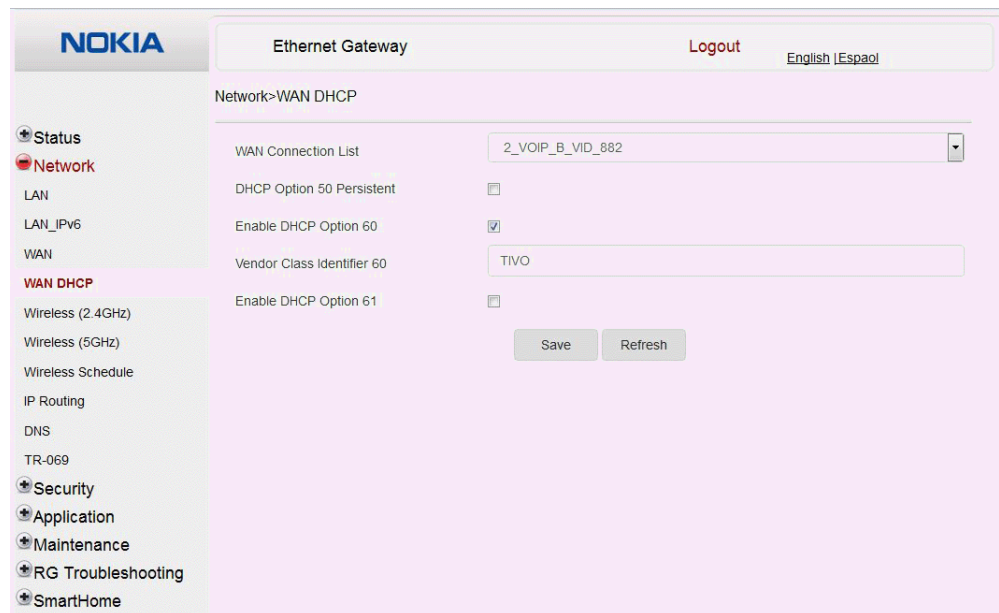 NOKIA
Ethernet Gateway
Logout
English |Espaol
Network>WAN DHCP
Status
Network
LAN
LAN_IPv6
WAN
WAN DHCP
Wireless (2.4GHz)
Wireless (5GHz)
Wireless Schedule
IP Routing
DNS
TR-069
Security
Application
Maintenance
RG Troubleshooting
SmartHome
WAN Connection List
2_VOIP_B_VID_882
DHCP Option 50 Persistent
Enable DHCP Option 60
Vendor Class Identifier 60
TIVO
Enable DHCP Option 61
Save
Refresh